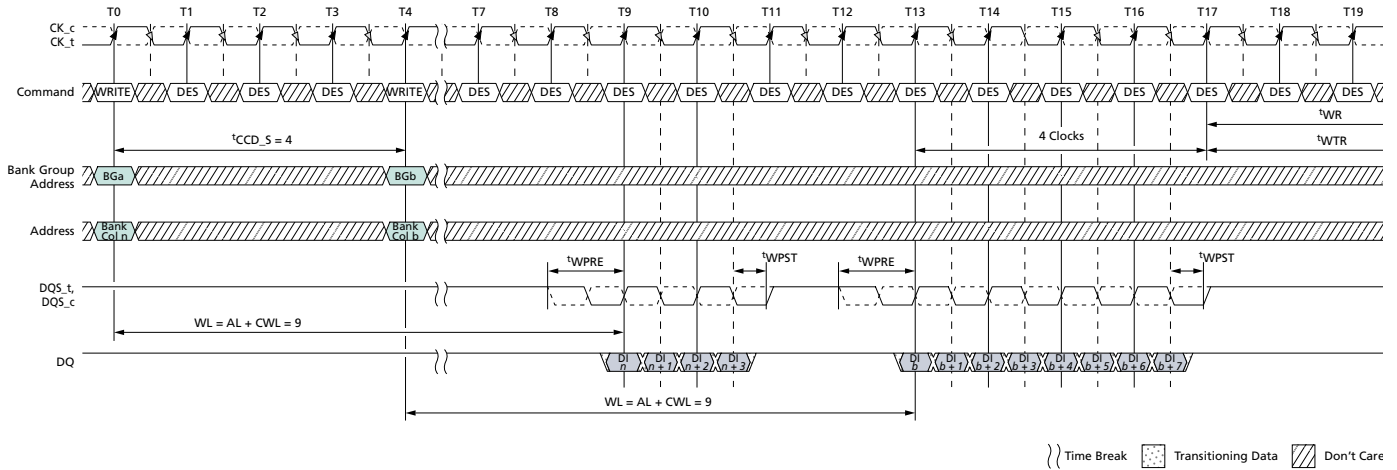 T0 T1 T2 T3 T4 T7 T8 T9 T10 T11 T12 T13 T14 T15 T16 T17 T18 T19
CK_c
CK_t
Command WRITE DES DES DES WRITE DES DES DES DES DES DES DES DES DES DES DES DES DES
tWR
tCCD_S = 4 4 Clocks tWTR
Bank Group
Address
BGa BGb
Address
Bank
Col n
Bank
Col b
tWPRE tWPST tWPRE tWPST
DQS_t,
DQS_c
WL = AL + CWL = 9
DQ
DI
n
DI
n + 1
DI
n + 2
DI
n + 3
DI
b
DI
b + 1
DI
b + 2
DI
b + 3
DI
b + 4
DI
b + 5
DI
b + 6
DI
b + 7
WL = AL + CWL = 9
Time Break Transitioning Data Don't Care